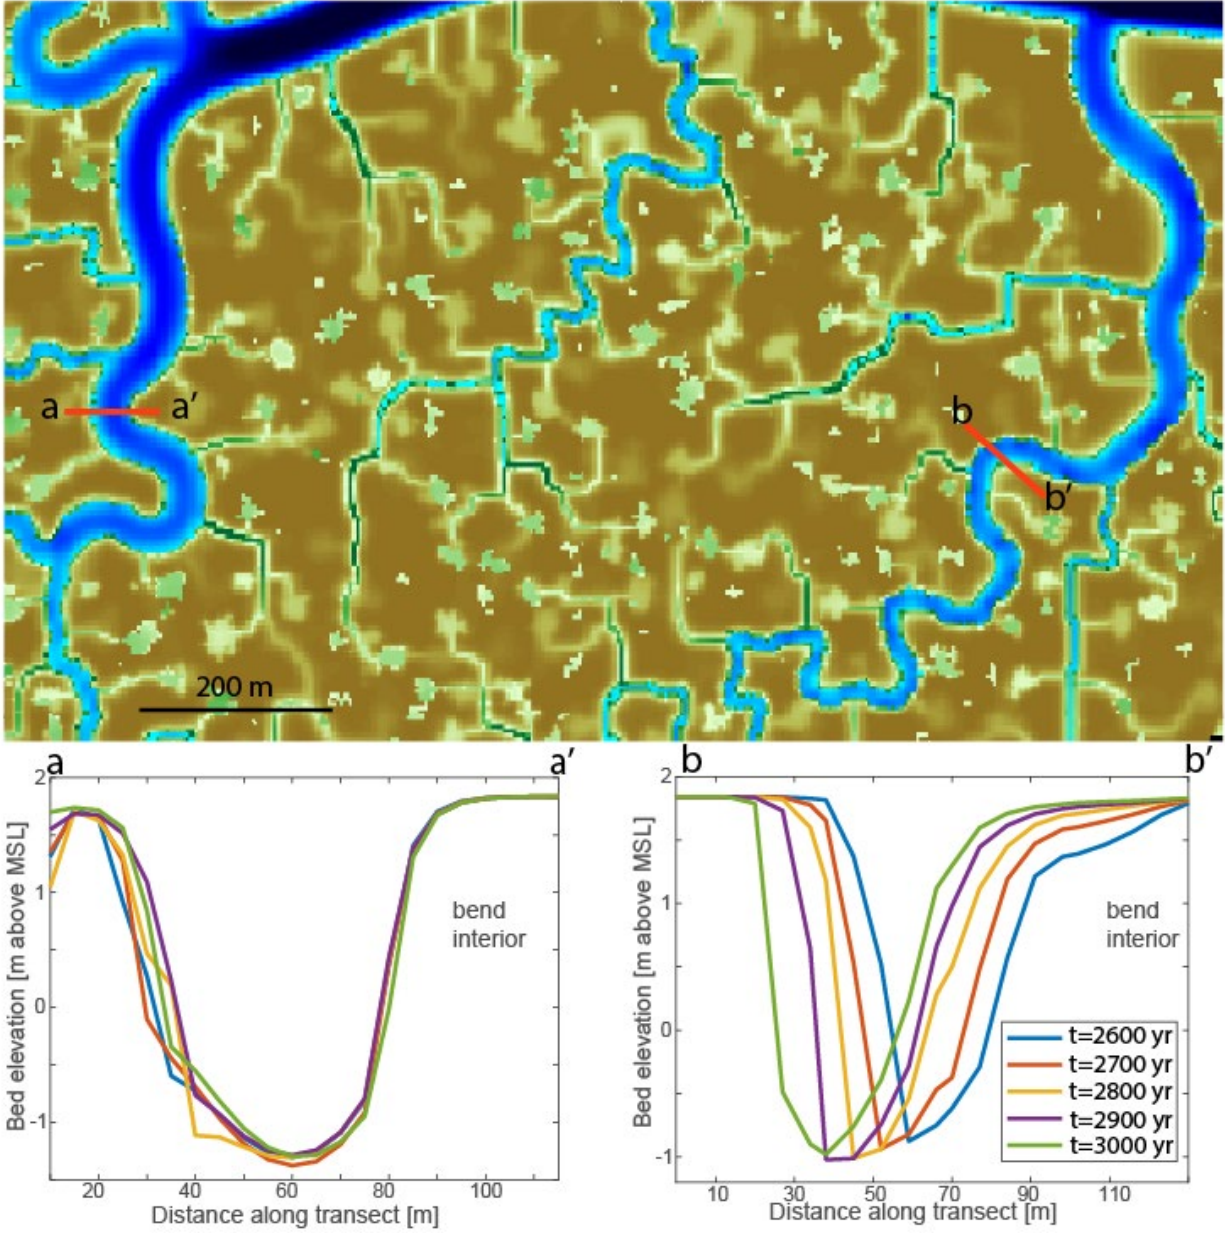 a
a′
b
b′
200 m
a
a′
b
b′
2
1
0
-1
Bed elevation [m above MSL]
bend
interior
20
40
60
80
100
Distance along transect [m]
2
1
0
-1
Bed elevation [m above MSL]
bend
interior
t=2600 yr
t=2700 yr
t=2800 yr
t=2900 yr
t=3000 yr
10
30
50
70
90
110
Distance along transect [m]